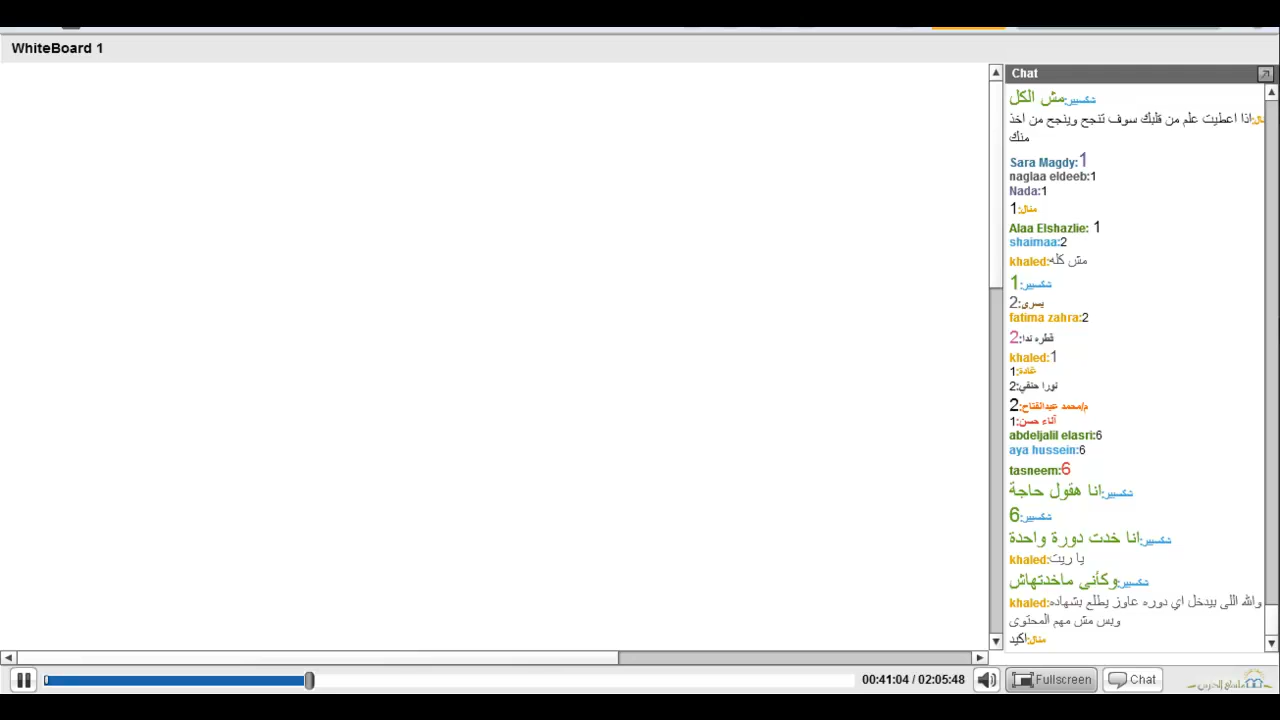 WhiteBoard 1
Chat
شكسبير:مش الكل
اذا اعطيت علم من قلبك سوف تنجح وينجح من اخذ
منك
Sara Magdy:1
naglaa eldeeb:1
Nada:1
منال:1
Alaa Elshazlie: 1
shaimaa:2
khaled:مش كله
شكسبير:1
يسرى:2
fatima zahra:2
قطره ندا:2
khaled:1
غادة:1
نورا حنفي:2
م/محمد عبدالفتاح:2
آلاء حسن:1
abdeljalil elasri:6
aya hussein:6
tasneem:6
شكسبير:انا هقول حاجة
شكسبير:6
شكسبير:انا خدت دورة واحدة
khaled:يا ريت
شكسبير:وكأنى ماخدتهاش
khaled:والله اللى بيدخل اي دوره عاوز يطلع بشهاده
وبس مش مهم المحتوى
منال:اكيد
00:41:04 / 02:05:48
Fullscreen
Chat